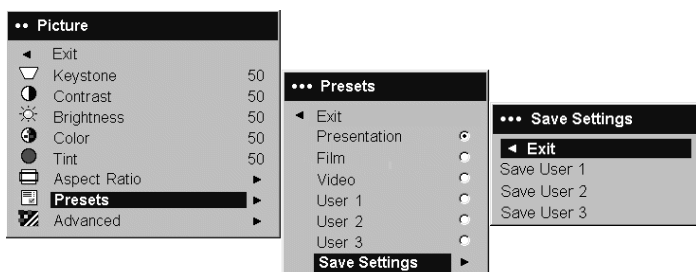 •• Picture
◄ Exit
Keystone 50
Contrast 50
Brightness 50
Color 50
Tint 50
Aspect Ratio ►
Presets ►
Advanced ►
••• Presets
◄ Exit
Presentation
Film
Video
User 1
User 2
User 3
Save Settings ►
••• Save Settings
◄ Exit
Save User 1
Save User 2
Save User 3